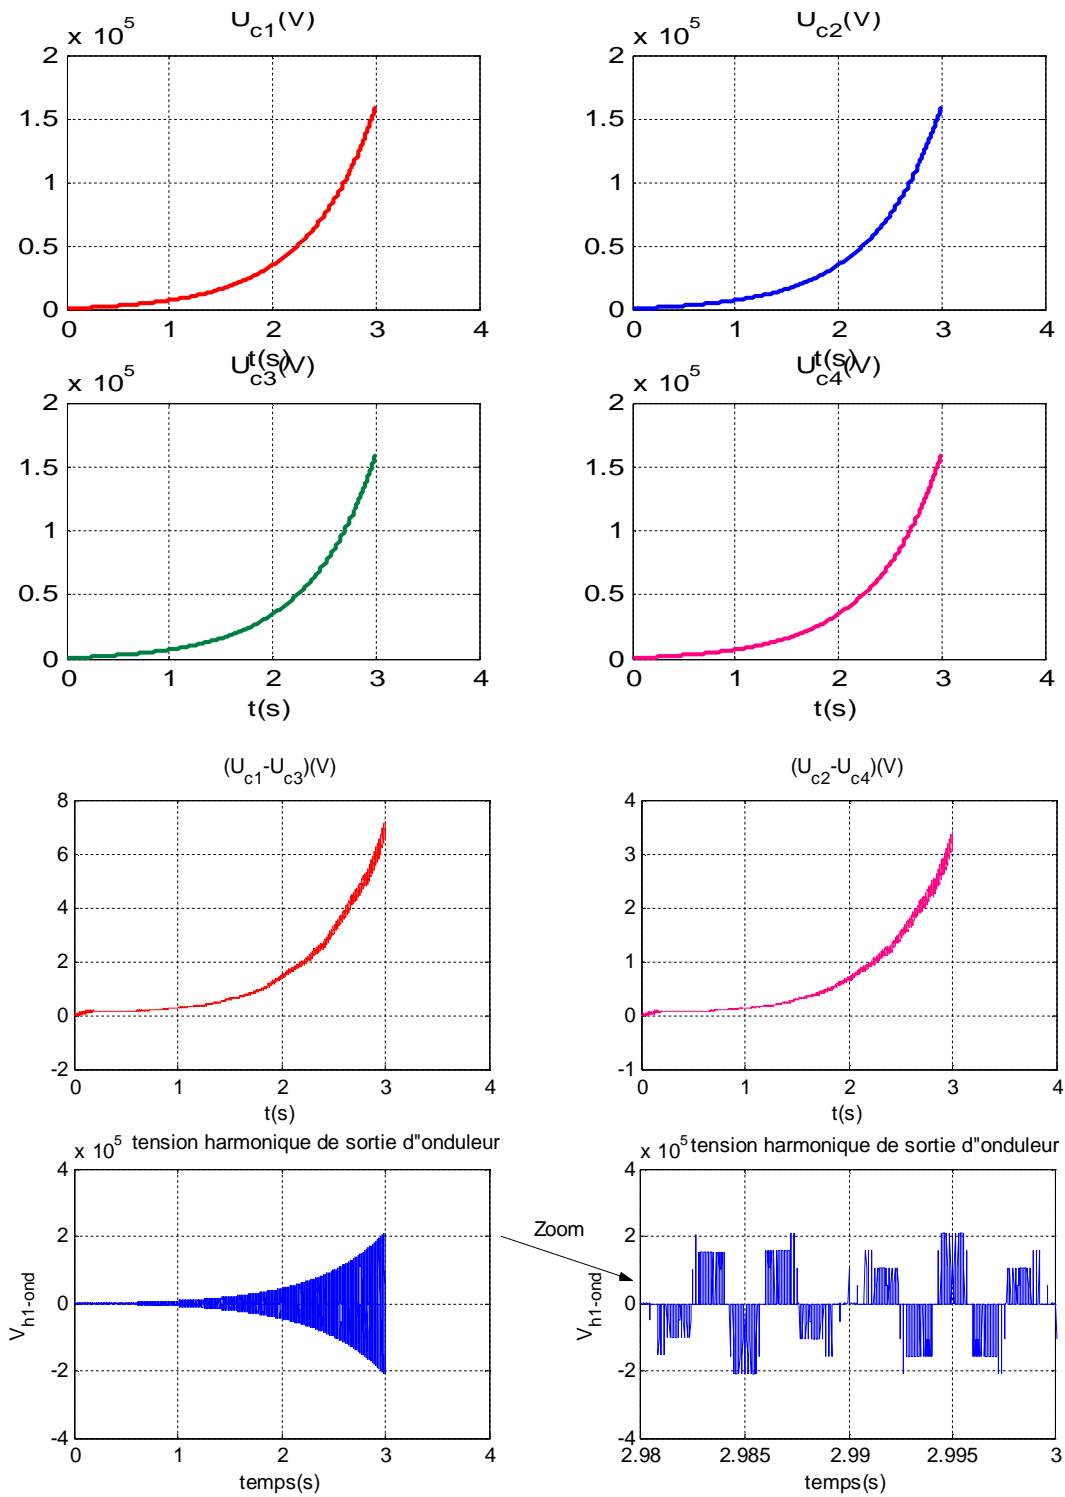 U_c1(V)
x 10^5
2
1.5
1
0.5
0
0 1 2 3 4
t(s)
U_c2(V)
x 10^5
2
1.5
1
0.5
0
0 1 2 3 4
t(s)
U_c3(V)
x 10^5
2
1.5
1
0.5
0
0 1 2 3 4
t(s)
U_c4(V)
x 10^5
2
1.5
1
0.5
0
0 1 2 3 4
t(s)
(U_c1-U_c3)(V)
8
6
4
2
0
-2
0 1 2 3 4
t(s)
(U_c2-U_c4)(V)
4
3
2
1
0
-1
0 1 2 3 4
t(s)
x 10^5 tension harmonique de sortie d"onduleur
4
2
0
-2
-4
V_h1-ond
0 1 2 3 4
temps(s)
Zoom
x 10^5 tension harmonique de sortie d"onduleur
4
2
0
-2
-4
V_h1-ond
2.98 2.985 2.99 2.995 3
temps(s)